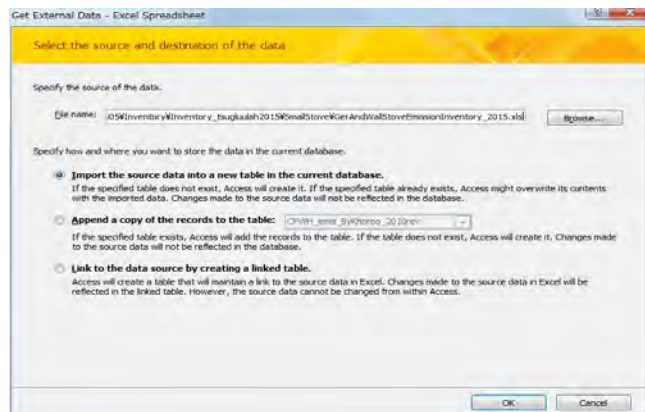 Get External Data - Excel Spreadsheet
Select the source and destination of the data
Specify the source of the data.
File name: 05¥Inventory¥Inventory_tsugluulah2015¥SmallStove¥GerAndWallStoveEmissionInventory_2015.xls
Browse...
Specify how and where you want to store the data in the current database.
Import the source data into a new table in the current database.
If the specified table does not exist, Access will create it. If the specified table already exists, Access might overwrite its contents
with the imported data. Changes made to the source data will not be reflected in the database.
Append a copy of the records to the table:
If the specified table exists, Access will add the records to the table. If the table does not exist, Access will create it. Changes made
to the source data will not be reflected in the database.
Link to the data source by creating a linked table.
Access will create a table that will maintain a link to the source data in Excel. Changes made to the source data in Excel will be
reflected in the linked table. However, the source data cannot be changed from within Access.
OK Cancel